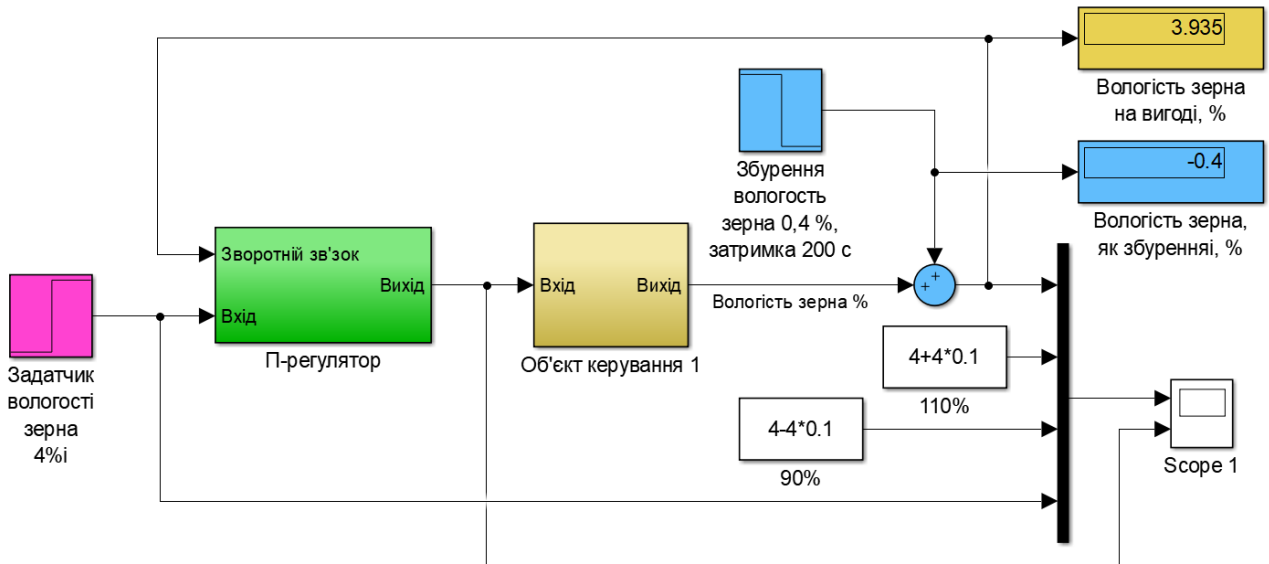 3.935
Вологість зерна
на вигоді, %
-0.4
Вологість зерна,
як збуренняі, %
Збурення
вологость
зерна 0,4 %,
затримка 200 с
Зворотній зв'зок
Вихід
Вхід
П-регулятор
Вхід
Вихід
Об'єкт керування 1
Вологість зерна %
+
+
Задатчик
вологості
зерна
4%і
4+4*0.1
110%
4-4*0.1
90%
Scope 1